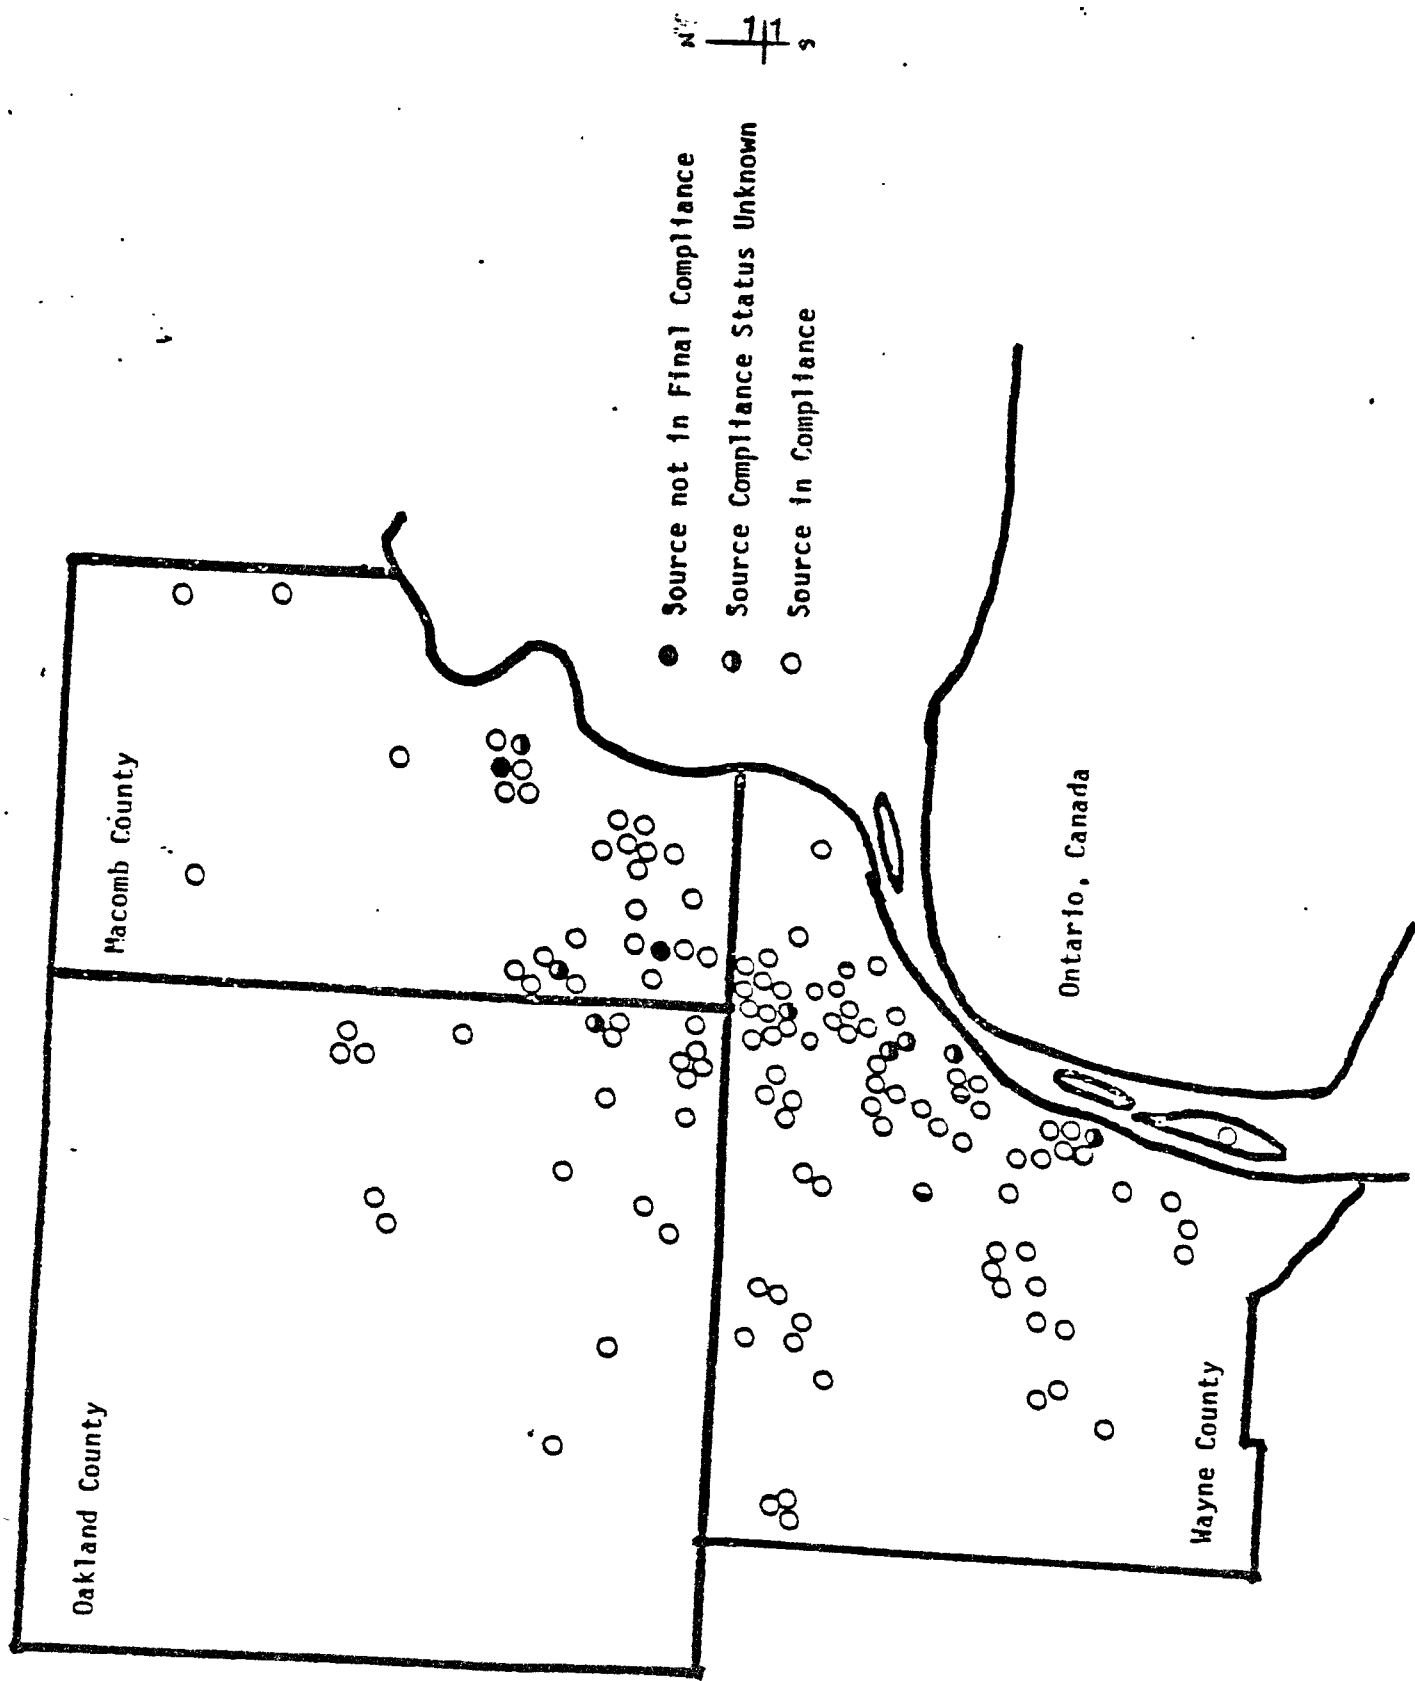 N
S
Source not in Final Compliance
Source Compliance Status Unknown
Source in Compliance
Macomb County
Oakland County
Ontario, Canada
Wayne County